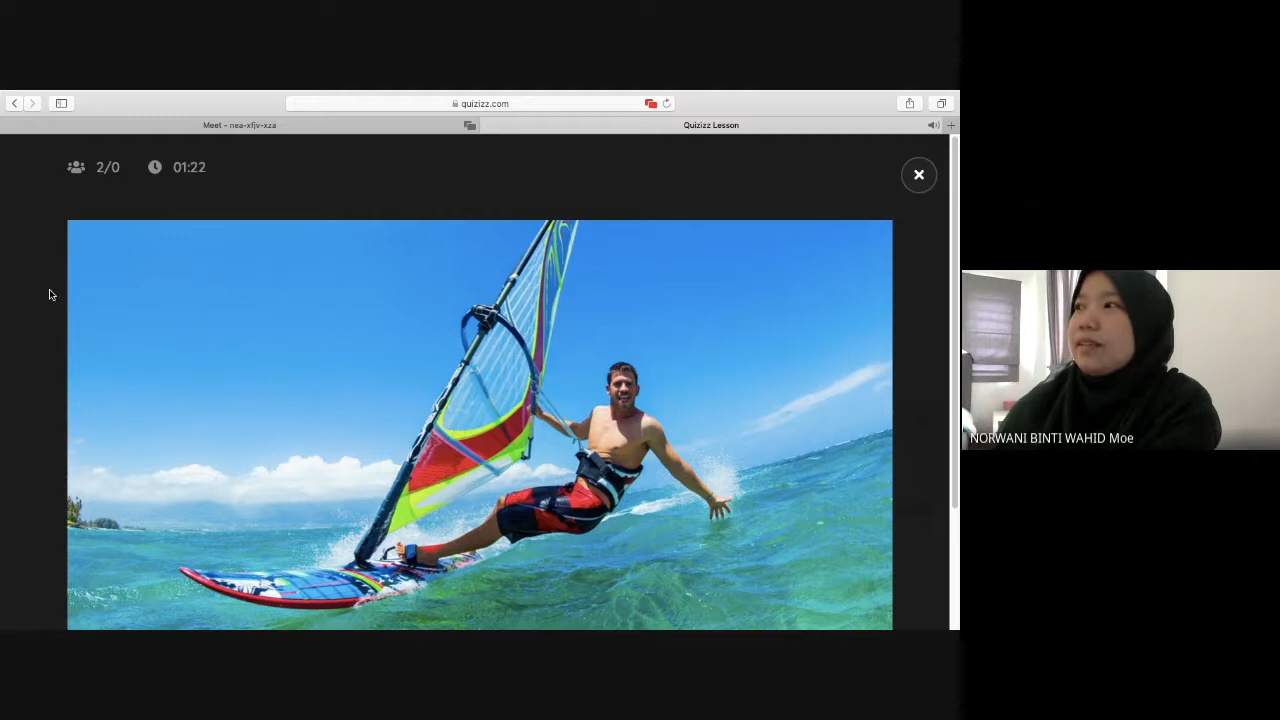 quizizz.com
Meet - nea-xfjv-xza
Quizizz Lesson
2/0
01:22
NORWANI BINTI WAHID Moe